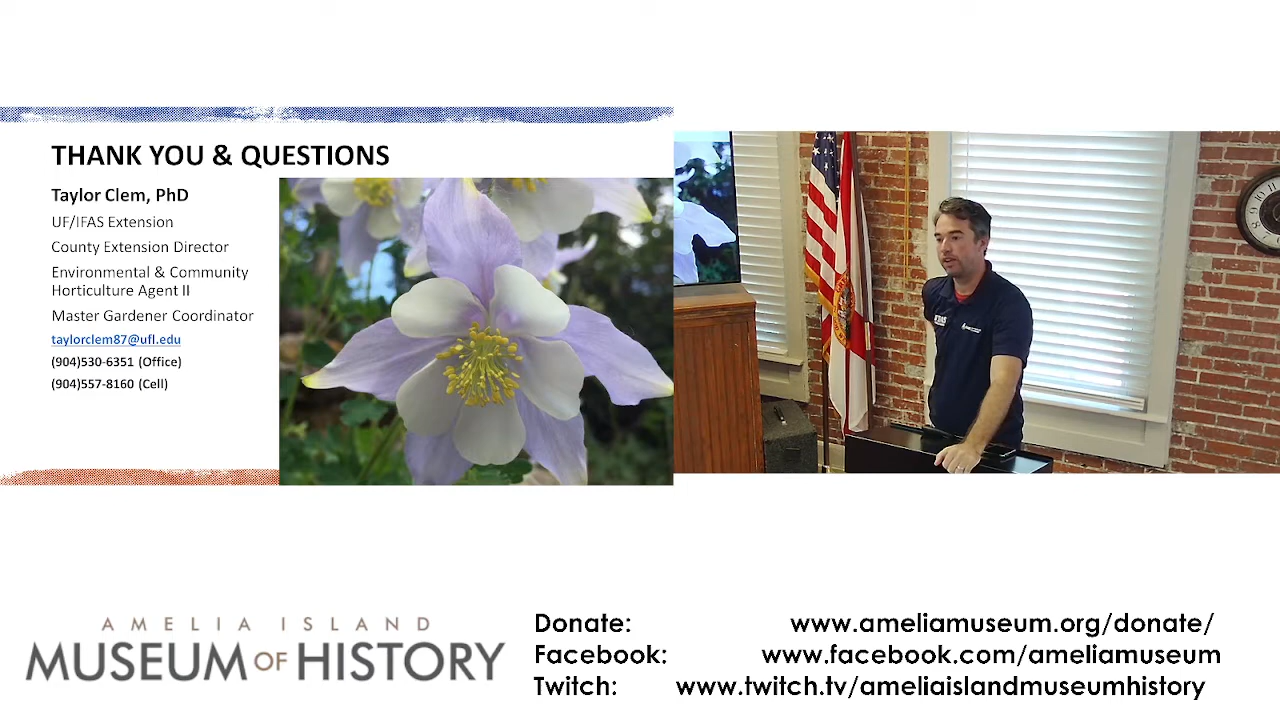 THANK YOU & QUESTIONS
Taylor Clem, PhD
UF/IFAS Extension
County Extension Director
Environmental & Community
Horticulture Agent II
Master Gardener Coordinator
taylorclem87@ufl.edu
(904)530-6351 (Office)
(904)557-8160 (Cell)
AMELIA ISLAND
MUSEUM OF HISTORY
Donate: www.ameliamuseum.org/donate/
Facebook: www.facebook.com/ameliamuseum
Twitch: www.twitch.tv/ameliaislandmuseumhistory